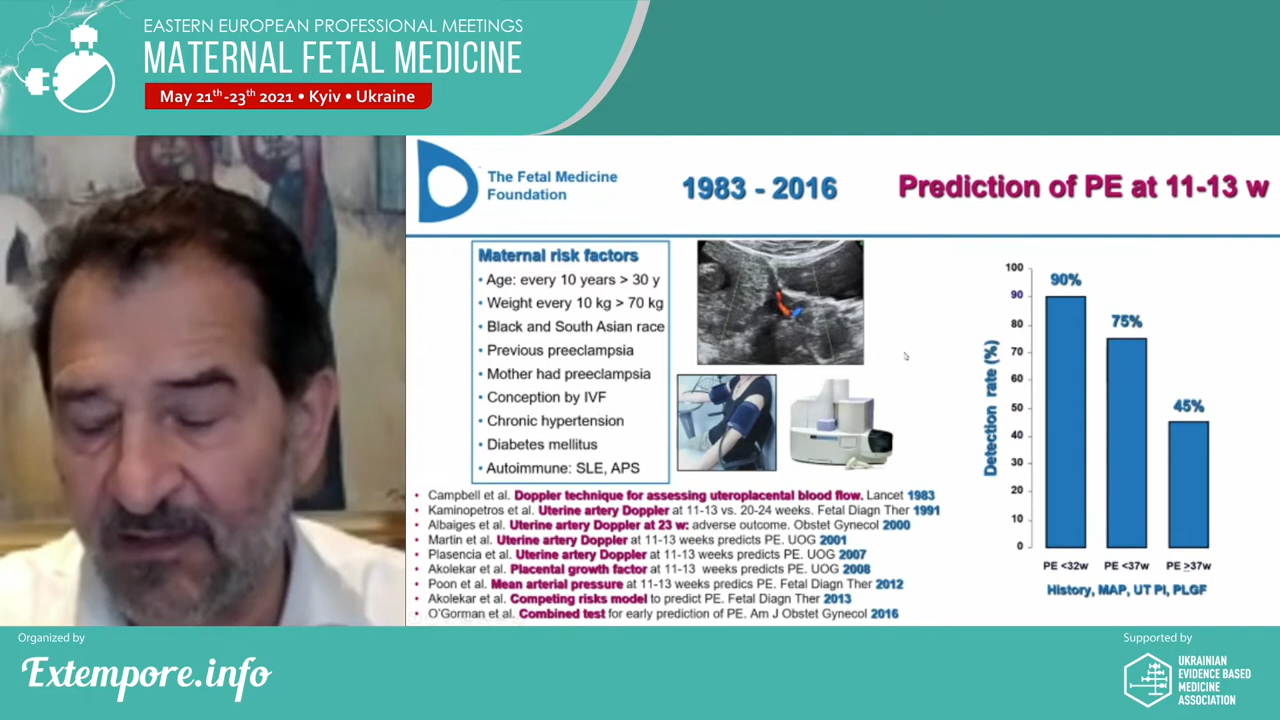 EASTERN EUROPEAN PROFESSIONAL MEETINGS
MATERNAL FETAL MEDICINE
May 21th-23th 2021 • Kyiv • Ukraine
The Fetal Medicine
Foundation
1983 - 2016
Prediction of PE at 11-13 w
Maternal risk factors
• Age: every 10 years > 30 y
• Weight every 10 kg > 70 kg
• Black and South Asian race
• Previous preeclampsia
• Mother had preeclampsia
• Conception by IVF
• Chronic hypertension
• Diabetes mellitus
• Autoimmune: SLE, APS
• Campbell et al. Doppler technique for assessing uteroplacental blood flow. Lancet 1983
• Kaminopetros et al. Uterine artery Doppler at 11-13 vs. 20-24 weeks. Fetal Diagn Ther 1991
• Albaiges et al. Uterine artery Doppler at 23 w: adverse outcome. Obstet Gynecol 2000
• Martin et al. Uterine artery Doppler at 11-13 weeks predicts PE. UOG 2001
• Plasencia et al. Uterine artery Doppler at 11-13 weeks predicts PE. UOG 2007
• Akolekar et al. Placental growth factor at 11-13 weeks predicts PE. UOG 2008
• Poon et al. Mean arterial pressure at 11-13 weeks predics PE. Fetal Diagn Ther 2012
• Akolekar et al. Competing risks model to predict PE. Fetal Diagn Ther 2013
• O'Gorman et al. Combined test for early prediction of PE. Am J Obstet Gynecol 2016
Detection rate (%)
100
90
80
70
60
50
40
30
20
10
0
90%
75%
45%
PE <32w
PE <37w
PE ≥37w
History, MAP, UT PI, PLGF
Organized by
Extempore.info
Supported by
UKRAINIAN
EVIDENCE BASED
MEDICINE
ASSOCIATION